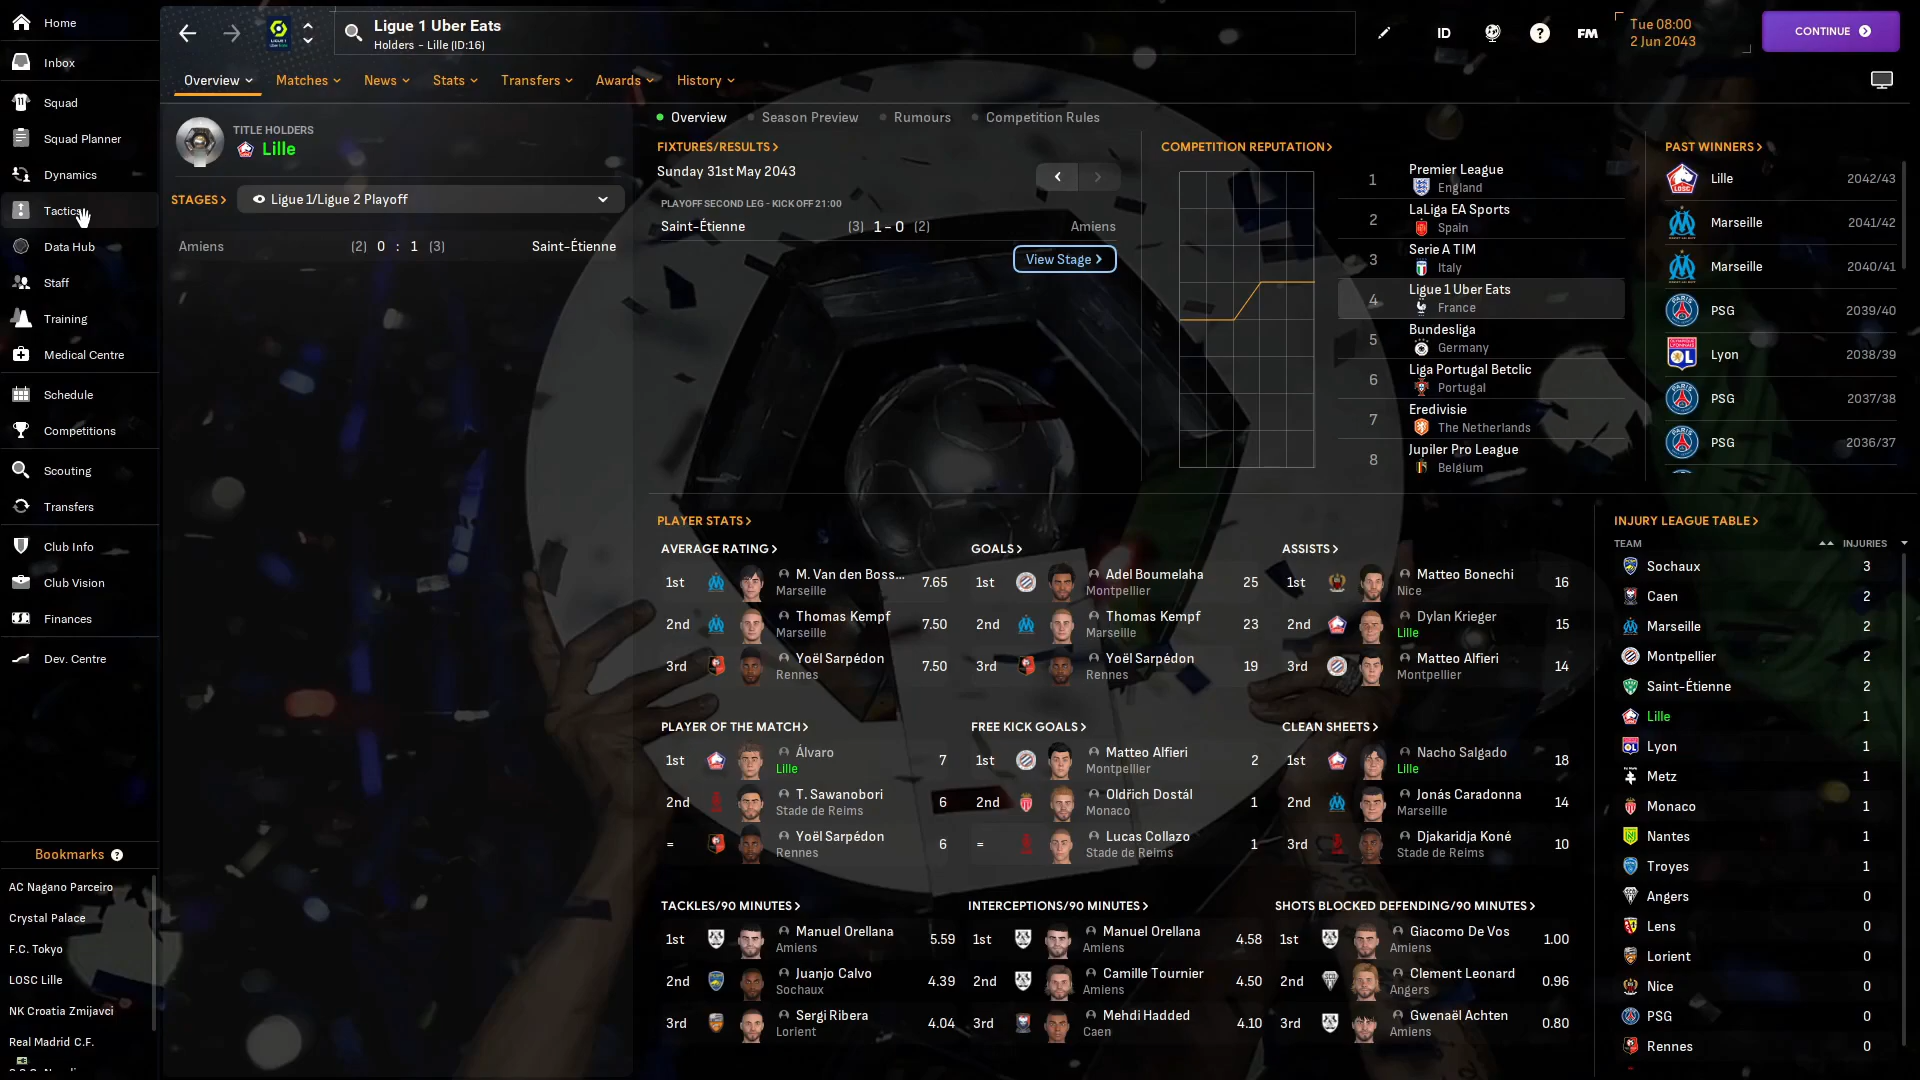 Home
Inbox
Squad
Squad Planner
Dynamics
Tactics
Data Hub
Staff
Training
Medical Centre
Schedule
Competitions
Scouting
Transfers
Club Info
Club Vision
Finances
Dev. Centre
Bookmarks ?
AC Nagano Parceiro
Crystal Palace
F.C. Tokyo
LOSC Lille
NK Croatia Zmijavci
Real Madrid C.F.
Ligue 1 Uber Eats
Holders - Lille (ID:16)
ID
?
FM
Tue 08:00
2 Jun 2043
CONTINUE
Overview Matches News Stats Transfers Awards History
TITLE HOLDERS
Lille
STAGES > Ligue 1/Ligue 2 Playoff
Amiens (2) 0 : 1 (3) Saint-Étienne
Overview Season Preview Rumours Competition Rules
FIXTURES/RESULTS >
Sunday 31st May 2043
PLAYOFF SECOND LEG - KICK OFF 21:00
Saint-Étienne (3) 1 - 0 (2) Amiens
View Stage >
COMPETITION REPUTATION >
1 Premier League
England
2 LaLiga EA Sports
Spain
3 Serie A TIM
Italy
4 Ligue 1 Uber Eats
France
5 Bundesliga
Germany
6 Liga Portugal Betclic
Portugal
7 Eredivisie
The Netherlands
8 Jupiler Pro League
Belgium
PAST WINNERS >
Lille 2042/43
Marseille 2041/42
Marseille 2040/41
PSG 2039/40
Lyon 2038/39
PSG 2037/38
PSG 2036/37
PLAYER STATS >
AVERAGE RATING >
1st M. Van den Boss... 7.65
Marseille
2nd Thomas Kempf 7.50
Marseille
3rd Yoël Sarpédon 7.50
Rennes
GOALS >
1st Adel Boumelaha 25
Montpellier
2nd Thomas Kempf 23
Marseille
3rd Yoël Sarpédon 19
Rennes
ASSISTS >
1st Matteo Bonechi 16
Nice
2nd Dylan Krieger 15
Lille
3rd Matteo Alfieri 14
Montpellier
PLAYER OF THE MATCH >
1st Álvaro 7
Lille
2nd T. Sawanobori 6
Stade de Reims
= Yoël Sarpédon 6
Rennes
FREE KICK GOALS >
1st Matteo Alfieri 2
Montpellier
2nd Oldřich Dostál 1
Monaco
= Lucas Collazo 1
Stade de Reims
CLEAN SHEETS >
1st Nacho Salgado 18
Lille
2nd Jonás Caradonna 14
Marseille
3rd Djakaridja Koné 10
Stade de Reims
TACKLES/90 MINUTES >
1st Manuel Orellana 5.59
Amiens
2nd Juanjo Calvo 4.39
Sochaux
3rd Sergi Ribera 4.04
Lorient
INTERCEPTIONS/90 MINUTES >
1st Manuel Orellana 4.58
Amiens
2nd Camille Tournier 4.50
Amiens
3rd Mehdi Hadded 4.10
Caen
SHOTS BLOCKED DEFENDING/90 MINUTES >
1st Giacomo De Vos 1.00
Amiens
2nd Clement Leonard 0.96
Angers
3rd Gwenaël Achten 0.80
Amiens
INJURY LEAGUE TABLE >
TEAM INJURIES
Sochaux 3
Caen 2
Marseille 2
Montpellier 2
Saint-Étienne 2
Lille 1
Lyon 1
Metz 1
Monaco 1
Nantes 1
Troyes 1
Angers 0
Lens 0
Lorient 0
Nice 0
PSG 0
Rennes 0